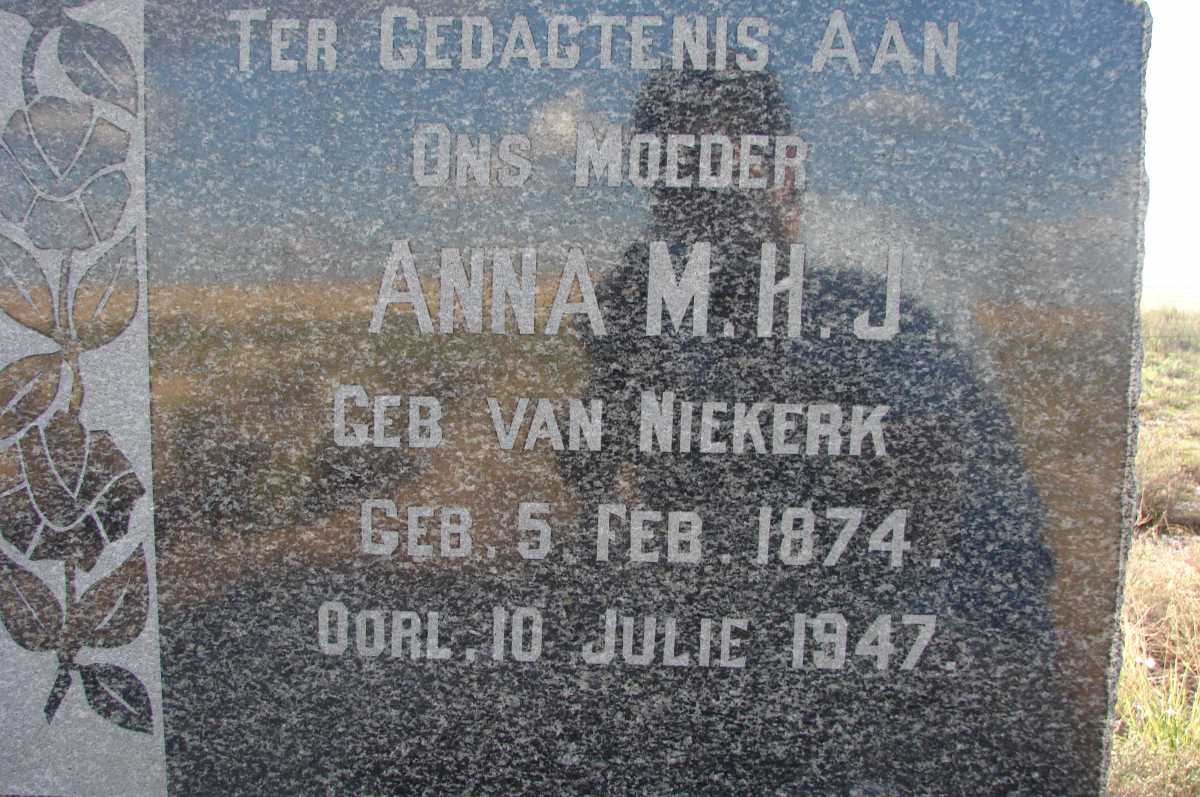 TER GEDAGTENIS AAN
ONS MOEDER
ANNA M.H.J.
GEB VAN NIEKERK
GEB. 5 FEB. 1874.
OORL. 10 JULIE 1947.